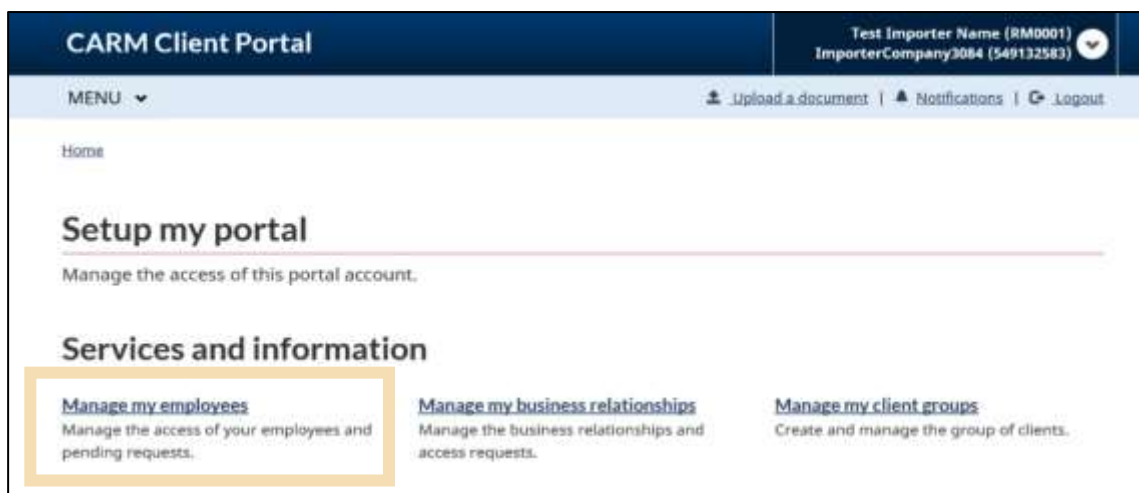 CARM Client Portal
Test Importer Name (RM0001)
ImporterCompany3084 (549132583)
MENU
Upload a document | Notifications | Logout
Home
Setup my portal
Manage the access of this portal account.
Services and information
Manage my employees
Manage the access of your employees and
pending requests.
Manage my business relationships
Manage the business relationships and
access requests.
Manage my client groups
Create and manage the group of clients.